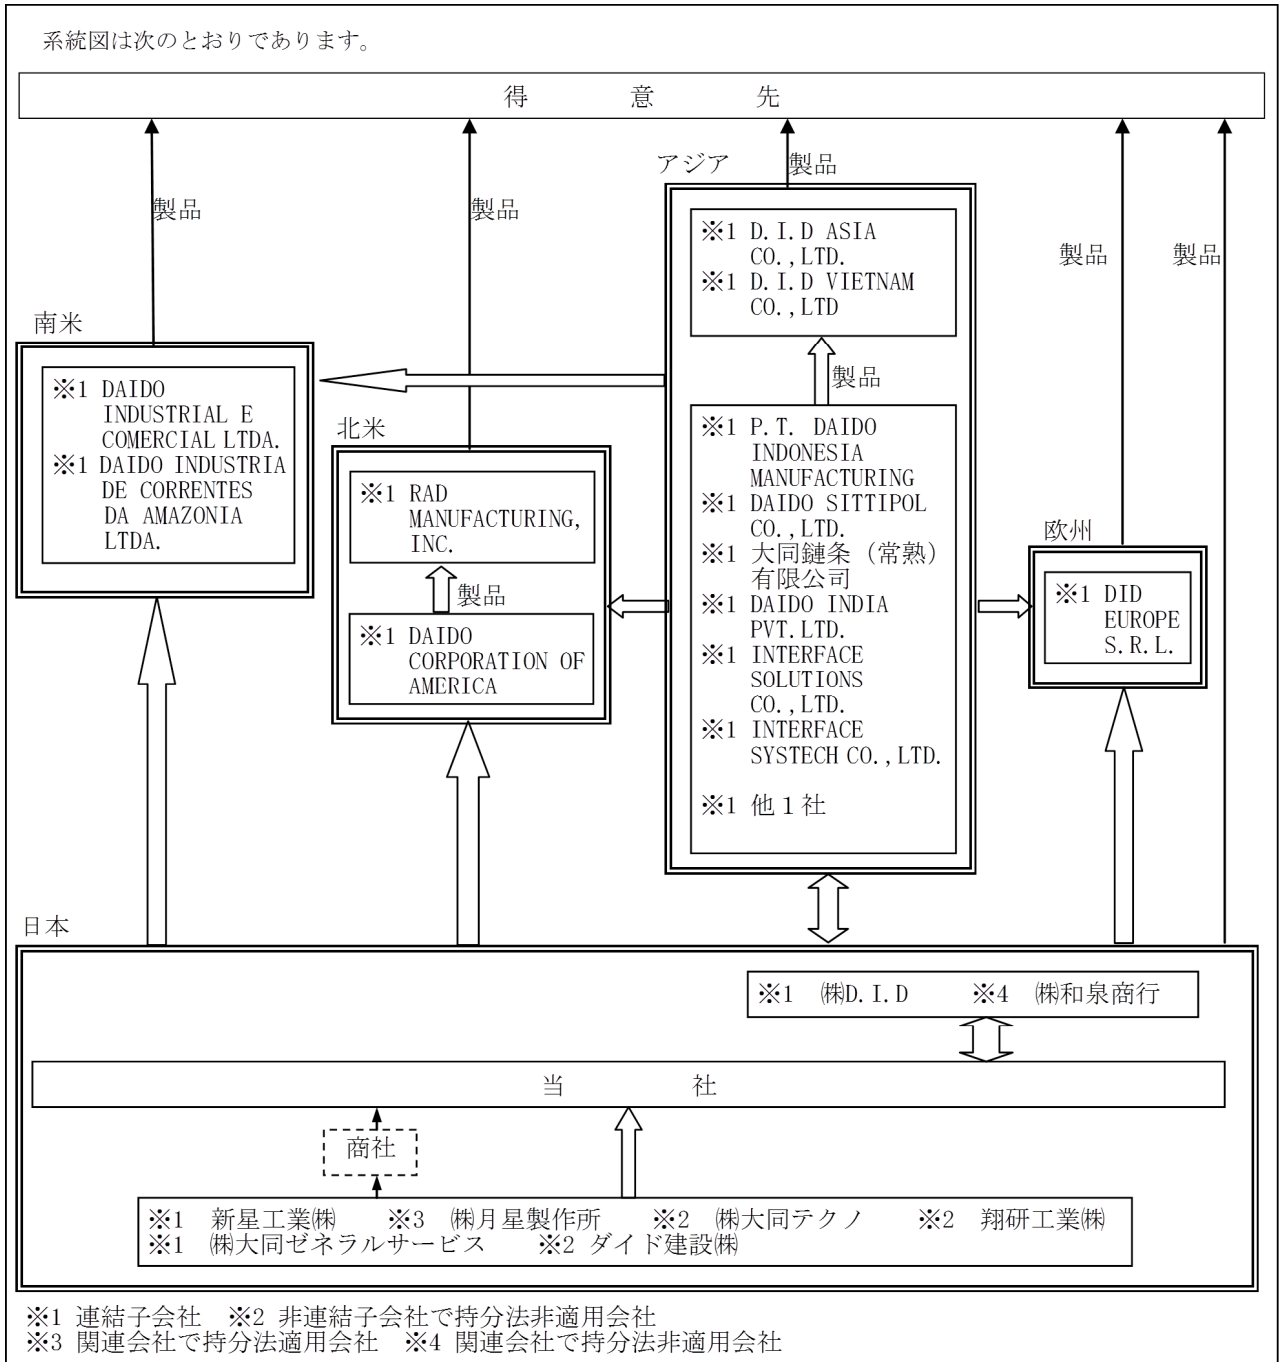 系統図は次のとおりであります。
得　意　先
製品
製品
アジア
製品
製品
製品
※1 D.I.D ASIA
CO.,LTD.
※1 D.I.D VIETNAM
CO.,LTD
製品
※1 P.T. DAIDO
INDONESIA
MANUFACTURING
※1 DAIDO SITTIPOL
CO.,LTD.
※1 大同鏈条（常熟）
有限公司
※1 DAIDO INDIA
PVT.LTD.
※1 INTERFACE
SOLUTIONS
CO.,LTD.
※1 INTERFACE
SYSTECH CO.,LTD.
※1 他１社
南米
※1 DAIDO
INDUSTRIAL E
COMERCIAL LTDA.
※1 DAIDO INDUSTRIA
DE CORRENTES
DA AMAZONIA
LTDA.
北米
※1 RAD
MANUFACTURING,
INC.
製品
※1 DAIDO
CORPORATION OF
AMERICA
欧州
※1 DID
EUROPE
S.R.L.
日本
※1　㈱D.I.D　　※4　㈱和泉商行
当　社
商社
※1　新星工業㈱　　※3　㈱月星製作所　　※2　㈱大同テクノ　　※2　翔研工業㈱
※1　㈱大同ゼネラルサービス　　※2 ダイド建設㈱
※1 連結子会社　※2 非連結子会社で持分法非適用会社
※3 関連会社で持分法適用会社　※4 関連会社で持分法非適用会社